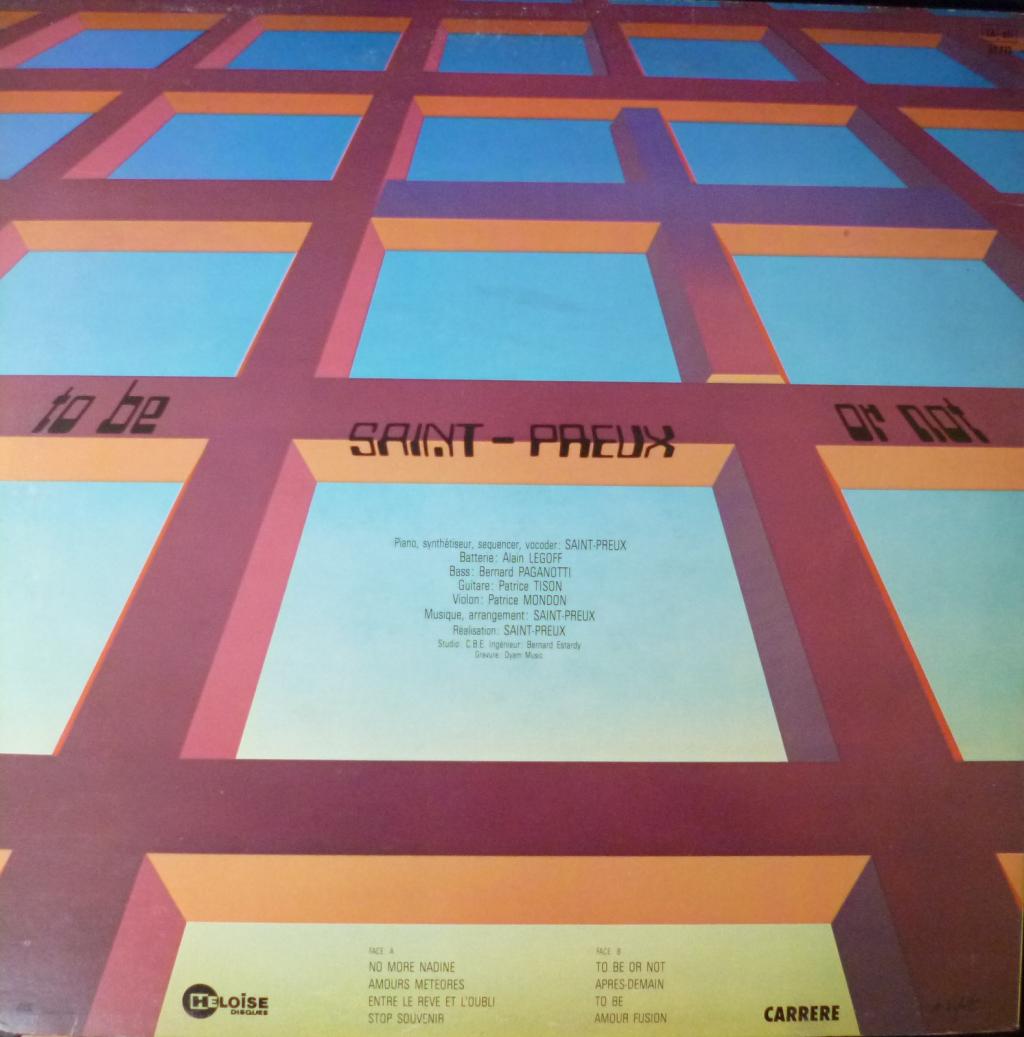 to be
SAINT-PREUX
or not
Piano, synthétiseur, sequencer, vocoder: SAINT-PREUX
Batterie: Alain LEGOFF
Bass: Bernard PAGANOTTI
Guitare: Patrice TISON
Violon: Patrice MONDON
Musique, arrangement: SAINT-PREUX
Réalisation: SAINT-PREUX
Studio: C.B.E. Ingénieur: Bernard Estardy
Gravure: Dyam Music
FACE A
NO MORE NADINE
AMOURS METEORES
ENTRE LE REVE ET L'OUBLI
STOP SOUVENIR
FACE B
TO BE OR NOT
APRES-DEMAIN
TO BE
AMOUR FUSION
HELOÏSE
DISQUES
CARRERE